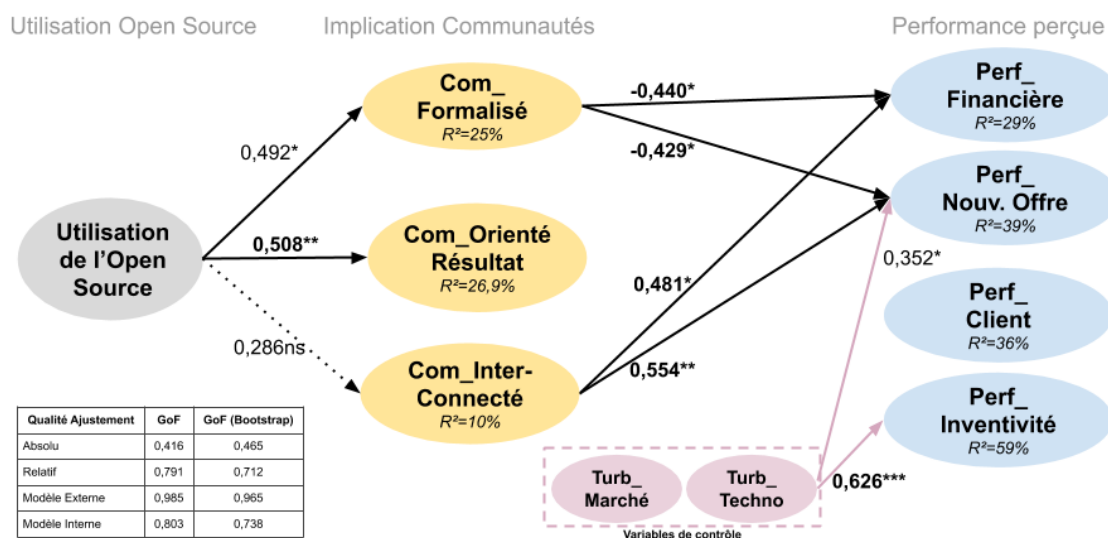 Utilisation Open Source
Implication Communautés
Performance perçue
Com_
Formalisé
R²=25%
-0,440*
Perf_
Financière
R²=29%
0,492*
-0,429*
Perf_
Nouv. Offre
R²=39%
Utilisation
de l'Open
Source
0,508**
Com_Orienté
Résultat
R²=26,9%
0,352*
0,481*
Perf_
Client
R²=36%
0,286ns
Com_Inter-
Connecté
R²=10%
0,554**
Perf_
Inventivité
R²=59%
Qualité Ajustement GoF GoF (Bootstrap)
Absolu 0,416 0,465
Relatif 0,791 0,712
Modèle Externe 0,985 0,965
Modèle Interne 0,803 0,738
Turb_
Marché
Turb_
Techno
0,626***
Variables de contrôle